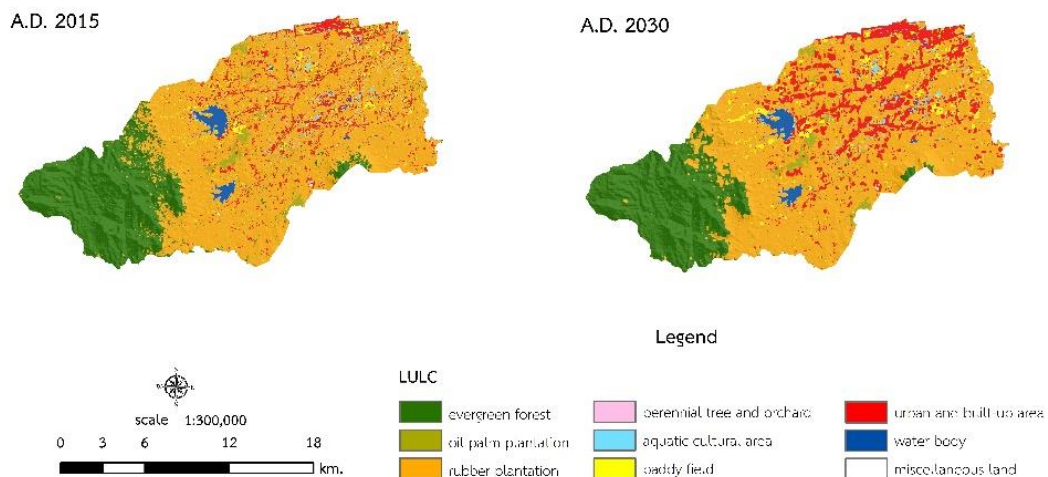 A.D. 2015
A.D. 2030
Legend
LULC
scale 1:300,000
0 3 6 12 18
km.
evergreen forest
oil palm plantation
rubber plantation
perennial tree and orchard
aquatic cultural area
paddy field
urban and built-up area
water body
miscellaneous land